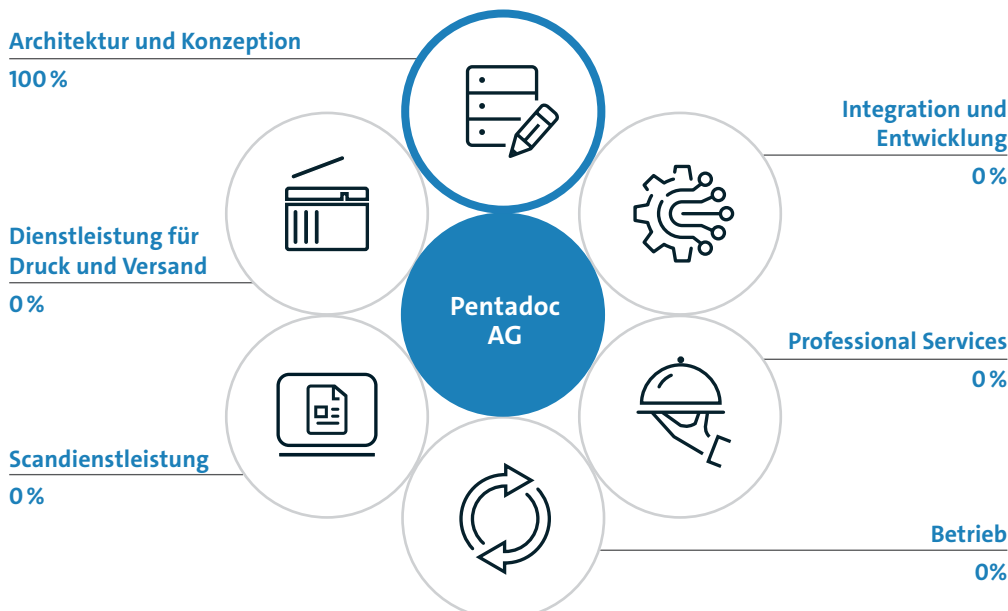 Architektur und Konzeption
100 %
Integration und
Entwicklung
0 %
Dienstleistung für
Druck und Versand
0 %
Pentadoc
AG
Professional Services
0 %
Scandienstleistung
0 %
Betrieb
0%